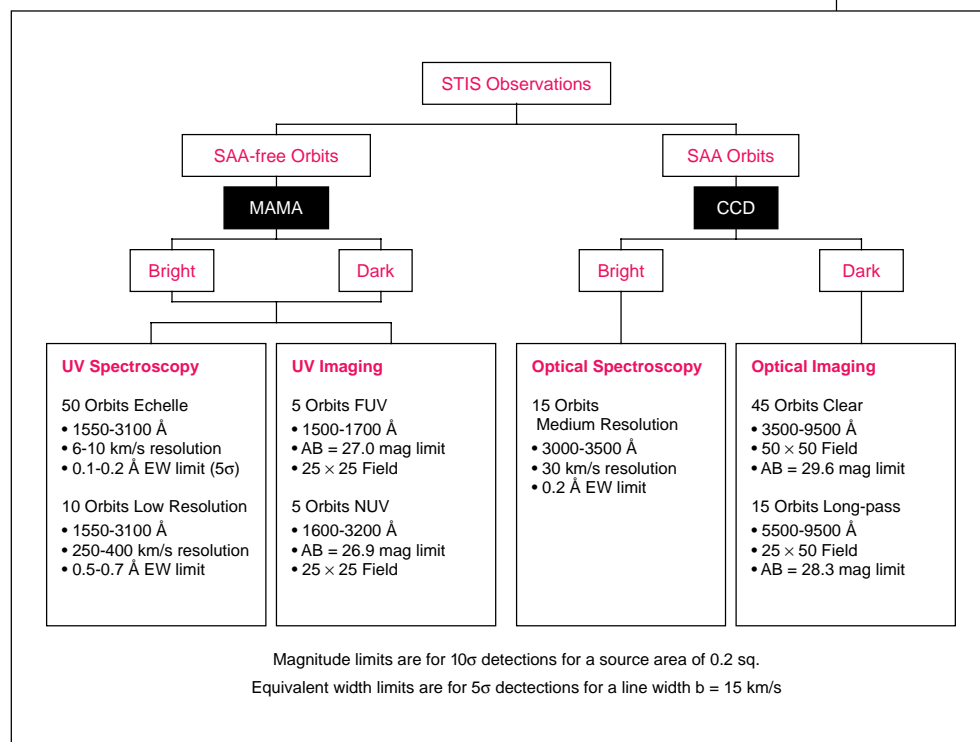 STIS Observations
SAA-free Orbits
SAA Orbits
MAMA
CCD
Bright
Dark
Bright
Dark
UV Spectroscopy
50 Orbits Echelle
• 1550-3100 Å
• 6-10 km/s resolution
• 0.1-0.2 Å EW limit (5σ)
10 Orbits Low Resolution
• 1550-3100 Å
• 250-400 km/s resolution
• 0.5-0.7 Å EW limit
UV Imaging
5 Orbits FUV
• 1500-1700 Å
• AB = 27.0 mag limit
• 25 × 25 Field
5 Orbits NUV
• 1600-3200 Å
• AB = 26.9 mag limit
• 25 × 25 Field
Optical Spectroscopy
15 Orbits
Medium Resolution
• 3000-3500 Å
• 30 km/s resolution
• 0.2 Å EW limit
Optical Imaging
45 Orbits Clear
• 3500-9500 Å
• 50 × 50 Field
• AB = 29.6 mag limit
15 Orbits Long-pass
• 5500-9500 Å
• 25 × 50 Field
• AB = 28.3 mag limit
Magnitude limits are for 10σ detections for a source area of 0.2 sq.
Equivalent width limits are for 5σ dectections for a line width b = 15 km/s